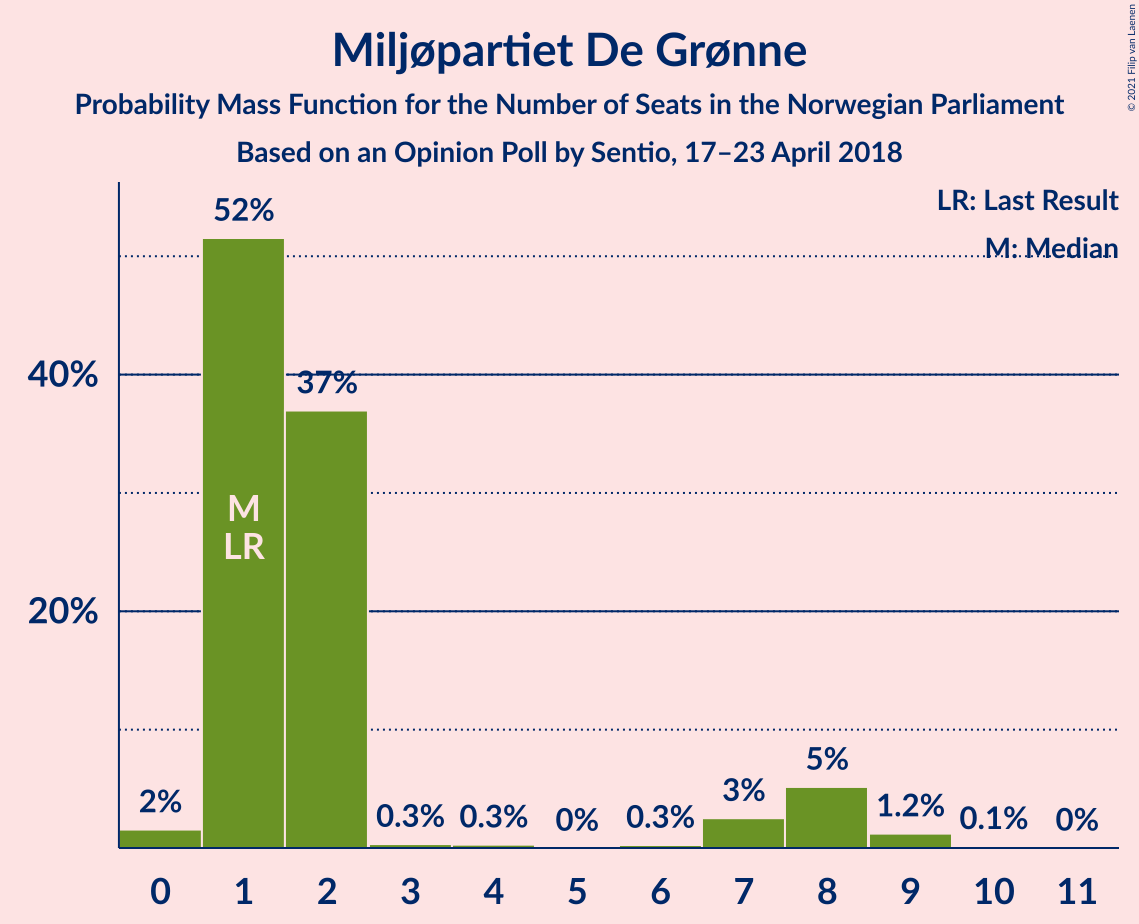 Miljøpartiet De Grønne
Probability Mass Function for the Number of Seats in the Norwegian Parliament
Based on an Opinion Poll by Sentio, 17–23 April 2018
© 2021 Filip van Laenen
LR: Last Result
M: Median
52%
40%
37%
M
LR
20%
2%
0.3%
0.3%
0%
0.3%
3%
5%
1.2%
0.1%
0%
0 1 2 3 4 5 6 7 8 9 10 11